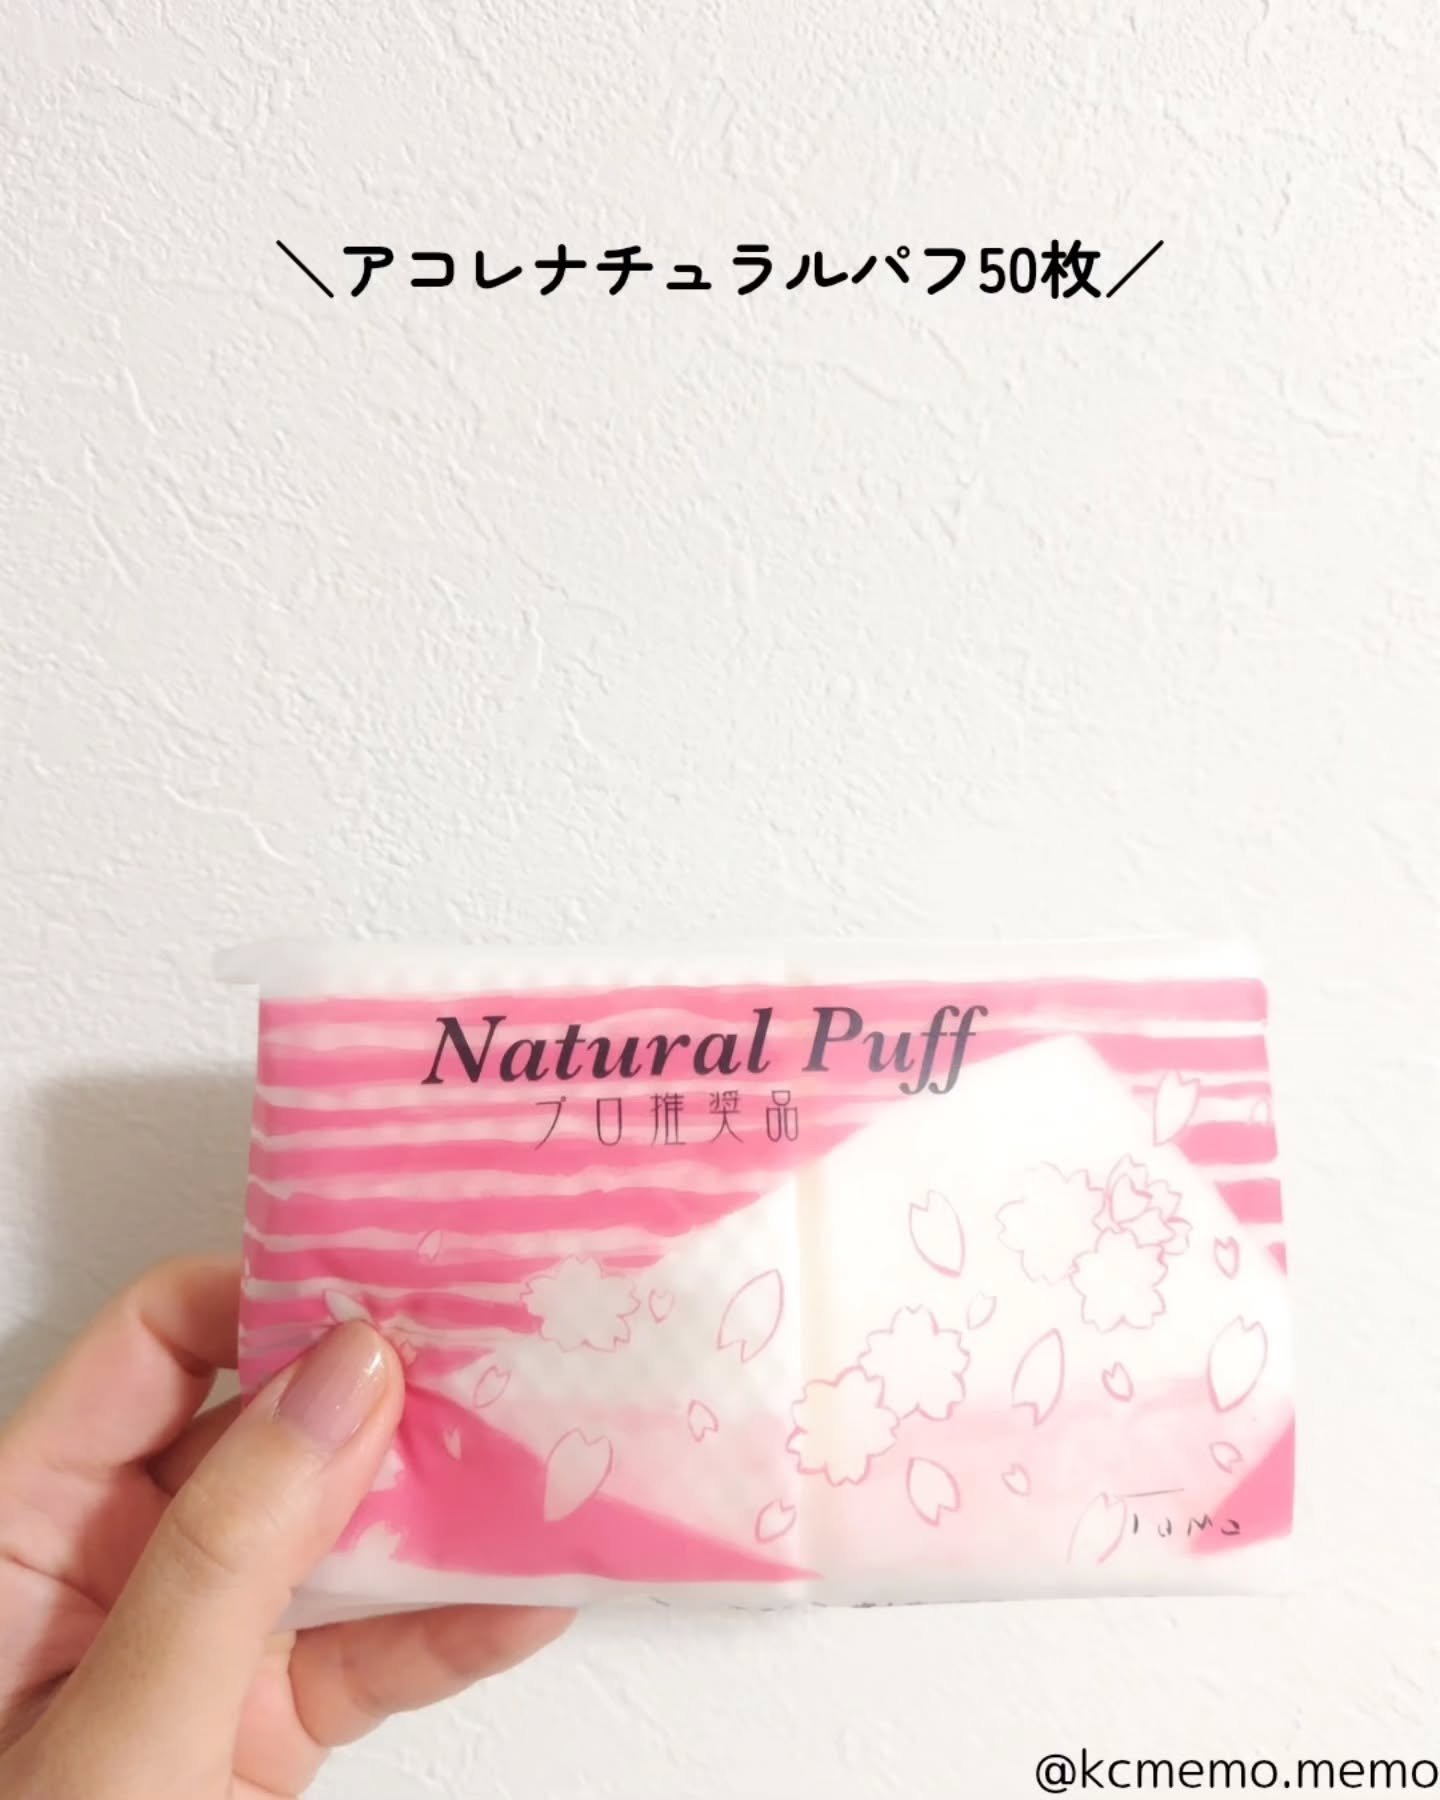 ＼アコレナチュラルパフ50枚／
Natural Puff
プロ推奨品
@kcmemo.memo